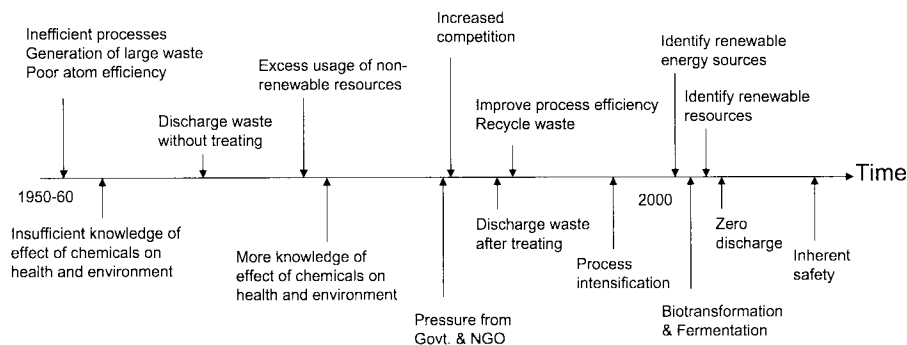 Inefficient processes
Generation of large waste
Poor atom efficiency
Discharge waste
without treating
Excess usage of non-
renewable resources
Increased
competition
Improve process efficiency
Recycle waste
Identify renewable
energy sources
Identify renewable
resources
Time
1950-60
2000
Insufficient knowledge of
effect of chemicals on
health and environment
More knowledge of
effect of chemicals on
health and environment
Pressure from
Govt. & NGO
Discharge waste
after treating
Process
intensification
Biotransformation
& Fermentation
Zero
discharge
Inherent
safety